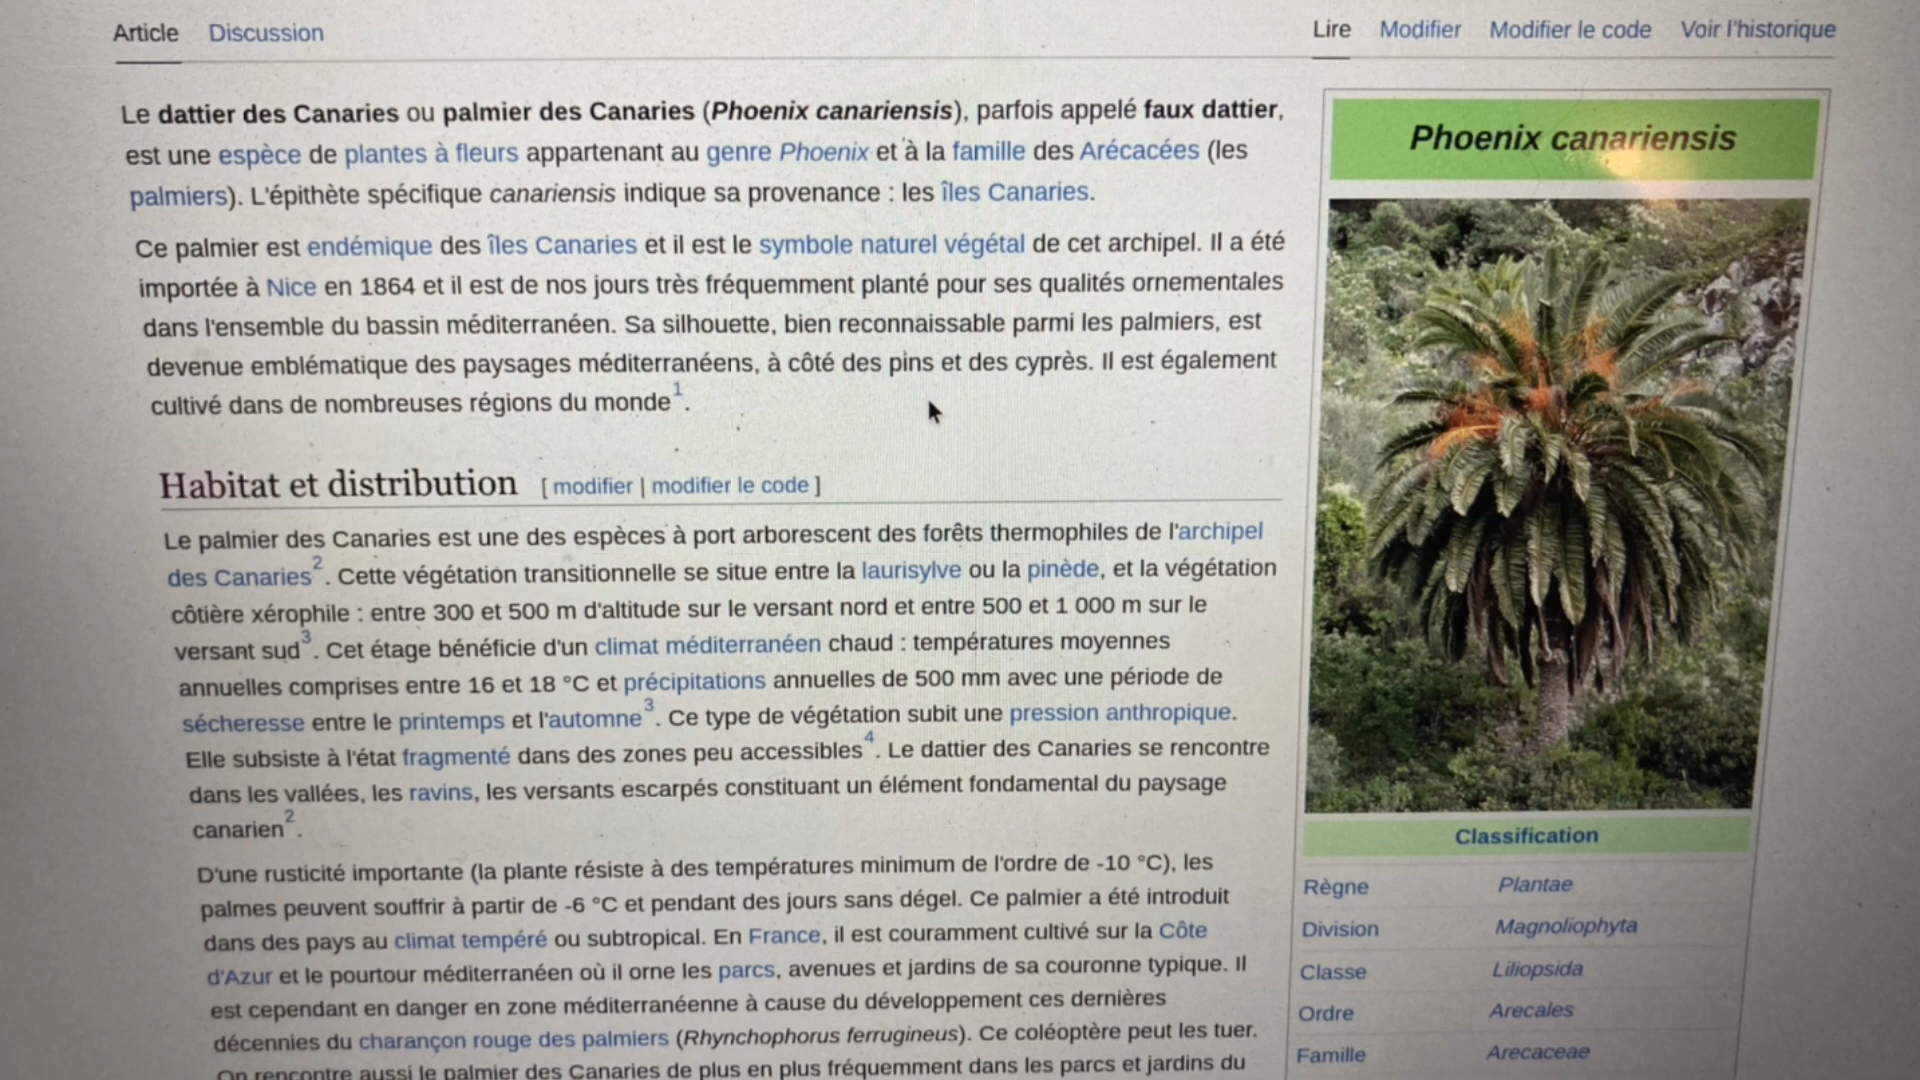 Article Discussion
Lire Modifier Modifier le code Voir l'historique
Le dattier des Canaries ou palmier des Canaries (Phoenix canariensis), parfois appelé faux dattier,
est une espèce de plantes à fleurs appartenant au genre Phoenix et à la famille des Arécacées (les
palmiers). L'épithète spécifique canariensis indique sa provenance : les îles Canaries.
Ce palmier est endémique des îles Canaries et il est le symbole naturel végétal de cet archipel. Il a été
importée à Nice en 1864 et il est de nos jours très fréquemment planté pour ses qualités ornementales
dans l'ensemble du bassin méditerranéen. Sa silhouette, bien reconnaissable parmi les palmiers, est
devenue emblématique des paysages méditerranéens, à côté des pins et des cyprès. Il est également
cultivé dans de nombreuses régions du monde1.
Habitat et distribution [ modifier | modifier le code ]
Le palmier des Canaries est une des espèces à port arborescent des forêts thermophiles de l'archipel
des Canaries2. Cette végétation transitionnelle se situe entre la laurisylve ou la pinède, et la végétation
côtière xérophile : entre 300 et 500 m d'altitude sur le versant nord et entre 500 et 1 000 m sur le
versant sud3. Cet étage bénéficie d'un climat méditerranéen chaud : températures moyennes
annuelles comprises entre 16 et 18 °C et précipitations annuelles de 500 mm avec une période de
sécheresse entre le printemps et l'automne3. Ce type de végétation subit une pression anthropique.
Elle subsiste à l'état fragmenté dans des zones peu accessibles4. Le dattier des Canaries se rencontre
dans les vallées, les ravins, les versants escarpés constituant un élément fondamental du paysage
canarien2.
D'une rusticité importante (la plante résiste à des températures minimum de l'ordre de -10 °C), les
palmes peuvent souffrir à partir de -6 °C et pendant des jours sans dégel. Ce palmier a été introduit
dans des pays au climat tempéré ou subtropical. En France, il est couramment cultivé sur la Côte
d'Azur et le pourtour méditerranéen où il orne les parcs, avenues et jardins de sa couronne typique. Il
est cependant en danger en zone méditerranéenne à cause du développement ces dernières
décennies du charançon rouge des palmiers (Rhynchophorus ferrugineus). Ce coléoptère peut les tuer.
On rencontre aussi le palmier des Canaries de plus en plus fréquemment dans les parcs et jardins du
Phoenix canariensis
Classification
Règne Plantae
Division Magnoliophyta
Classe Liliopsida
Ordre Arecales
Famille Arecaceae